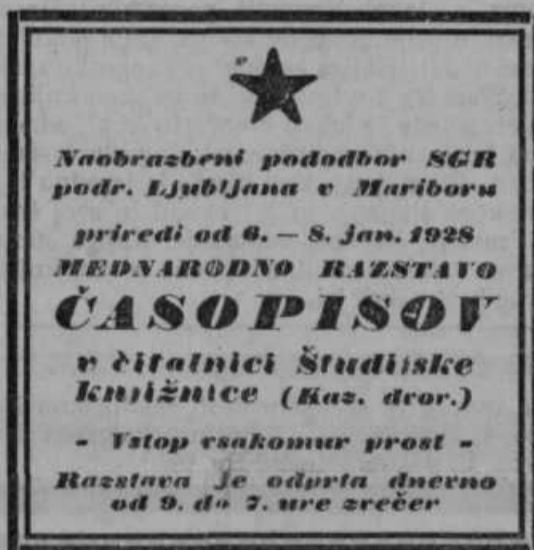 Naobrazbeni pododbor SGR
podr. Ljubljana v Mariboru
priredi od 6. — 8. jan. 1928
MEDNARODNO RAZSTAVO
ČASOPISOV
v čitalnici Študijske
knjižnice (Kaz. dvor.)
- Vstop vsakomur prost -
Razstava je odprta dnevno
od 9. do 7. ure zvečer